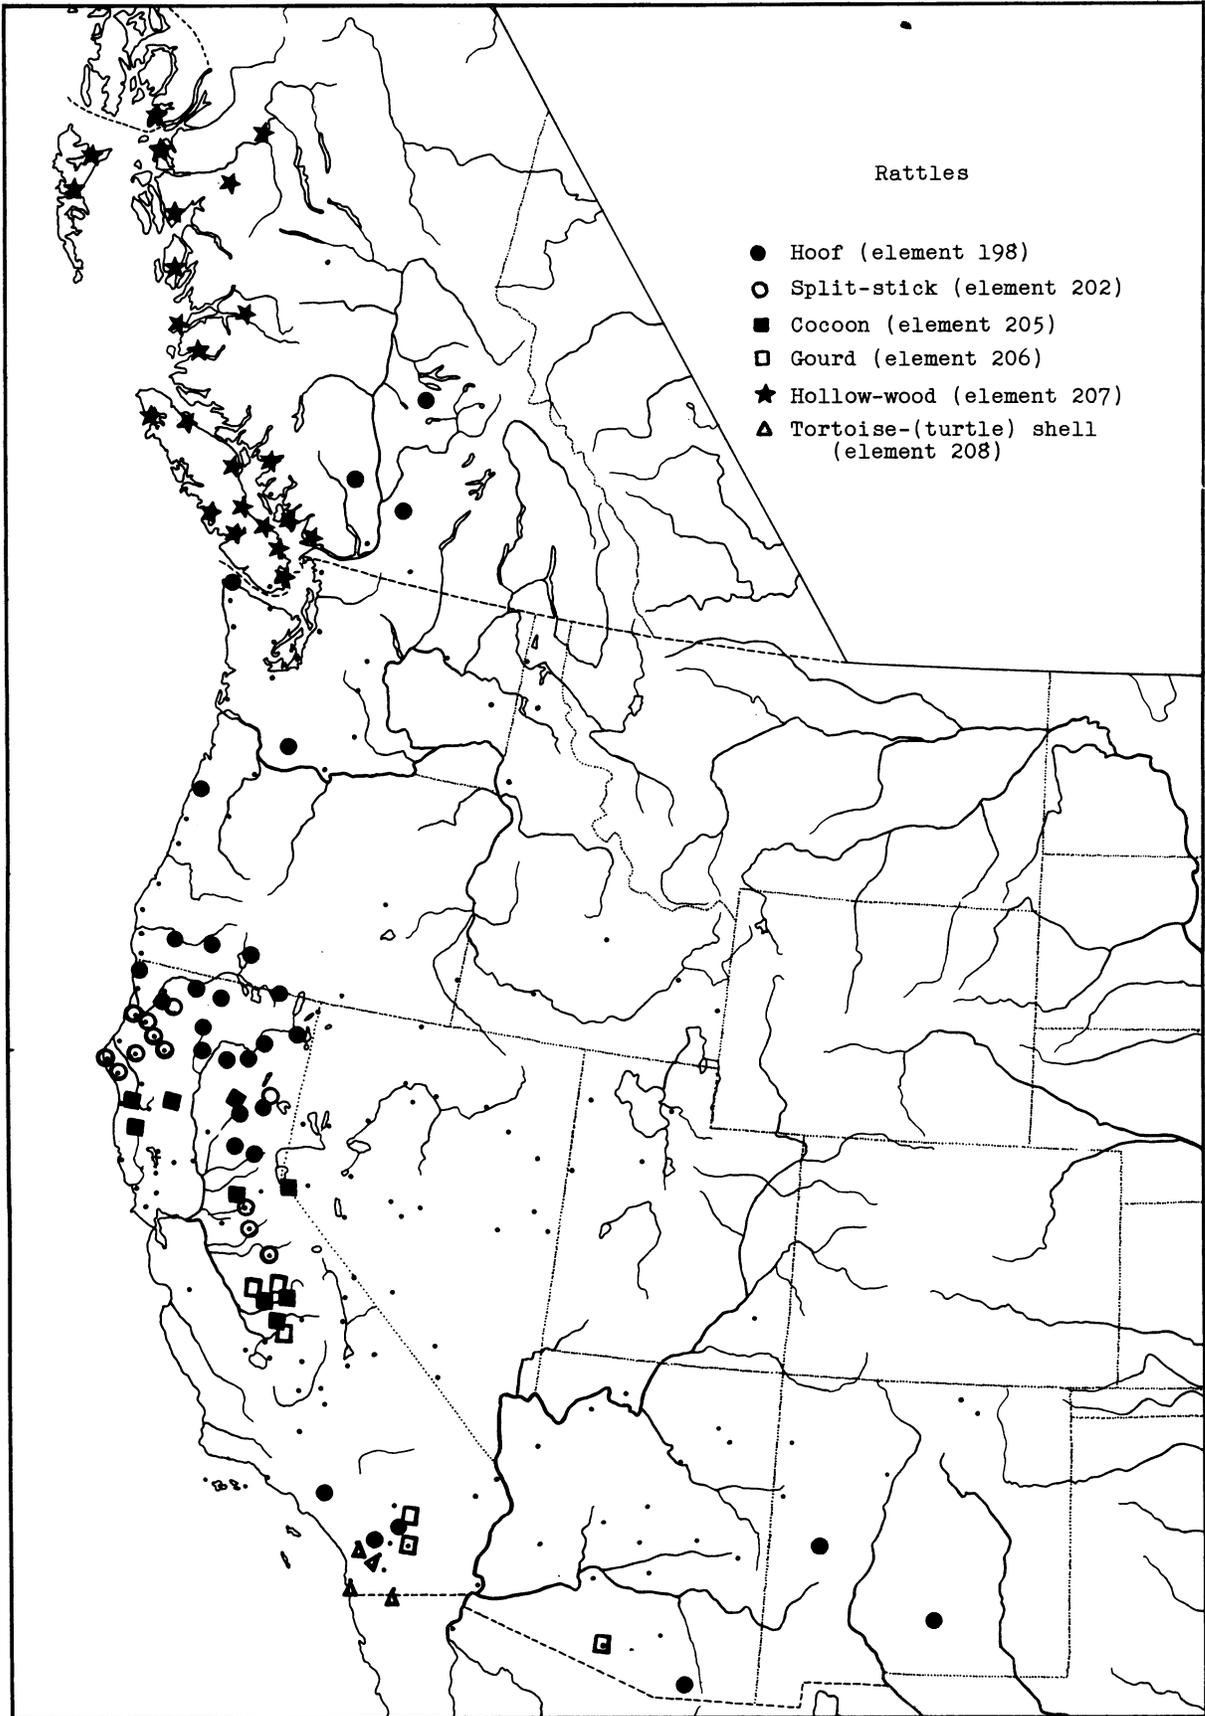 Rattles
Hoof (element 198)
Split-stick (element 202)
Cocoon (element 205)
Gourd (element 206)
Hollow-wood (element 207)
Tortoise-(turtle) shell
(element 208)